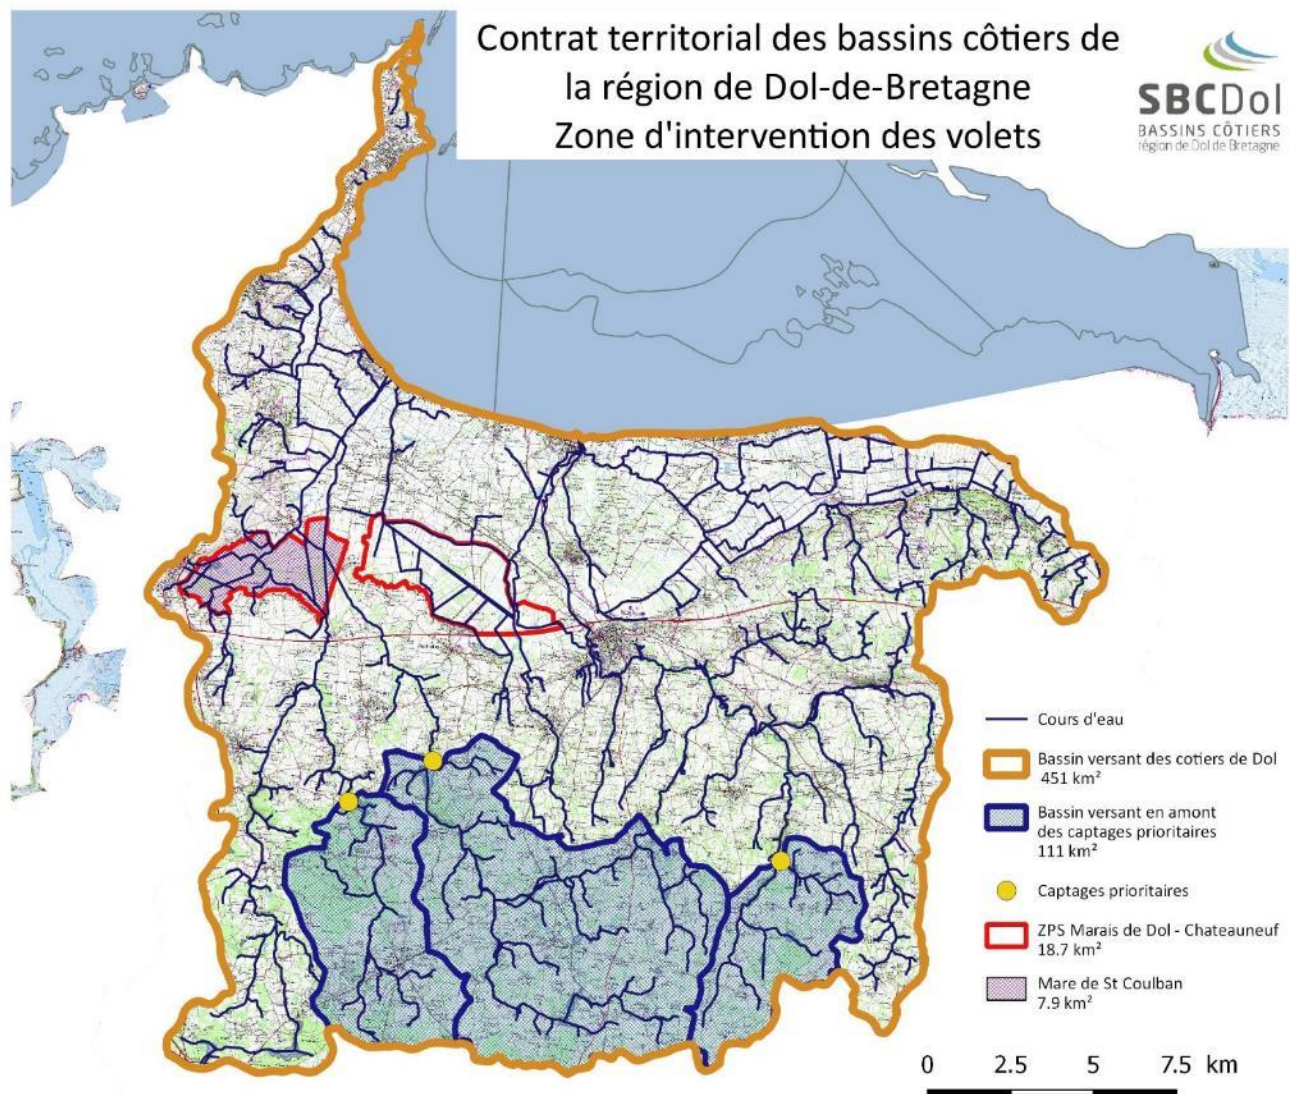 Contrat territorial des bassins côtiers de
la région de Dol-de-Bretagne
Zone d'intervention des volets
SBCDol
BASSINS CÔTIERS
région de Dol de Bretagne
Cours d'eau
Bassin versant des cotiers de Dol
451 km²
Bassin versant en amont
des captages prioritaires
111 km²
Captages prioritaires
ZPS Marais de Dol - Chateauneuf
18.7 km²
Mare de St Coulban
7.9 km²
0 2.5 5 7.5 km